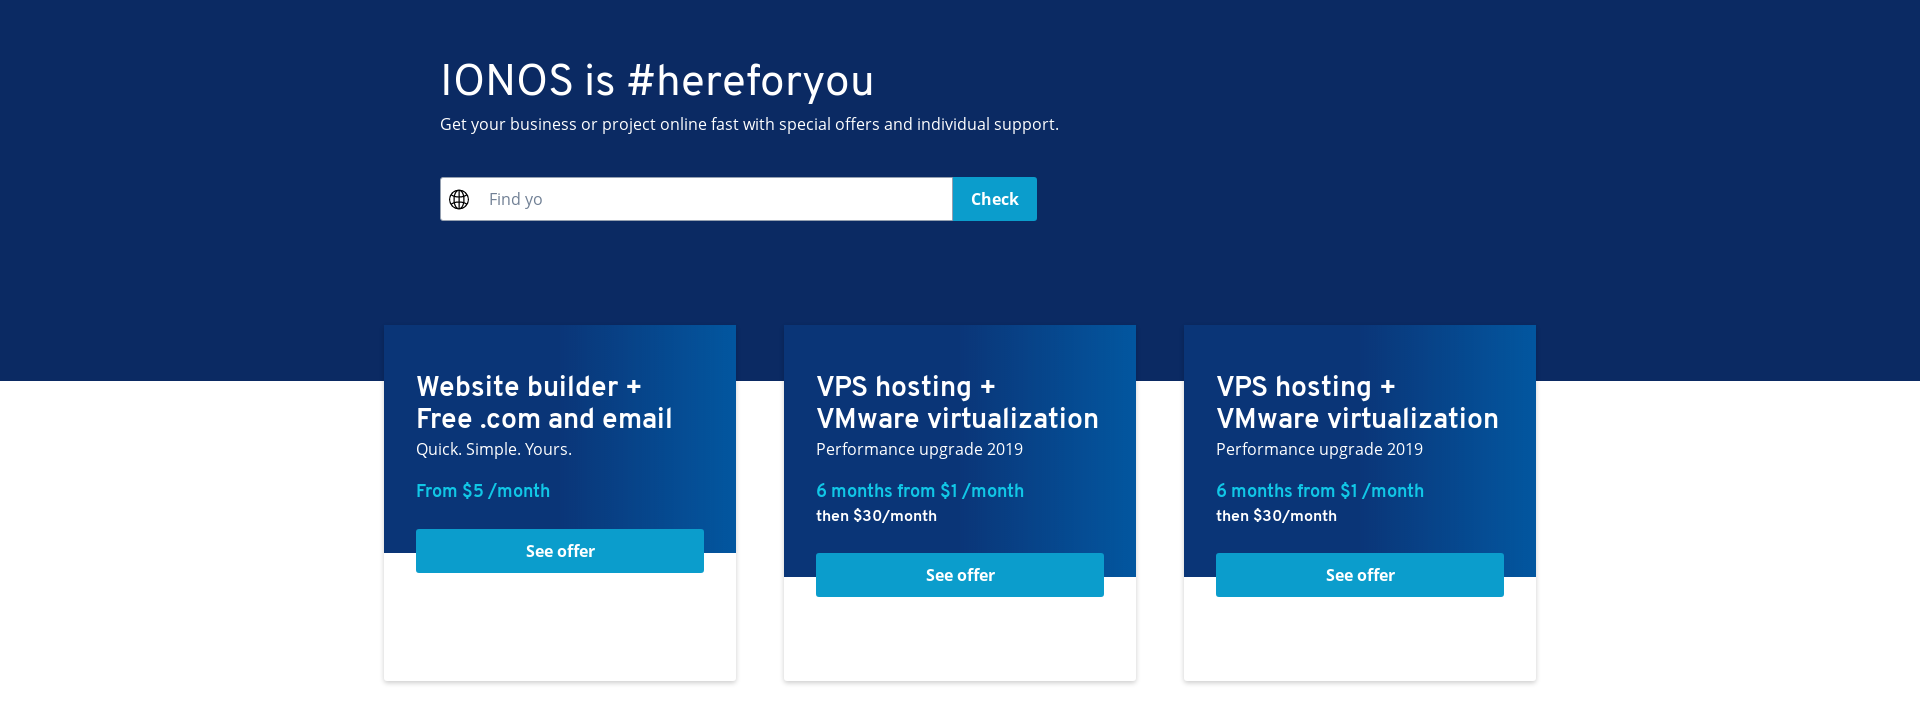 IONOS is #hereforyou
Get your business or project online fast with special offers and individual support.
Find yo
Check
Website builder +
Free .com and email
Quick. Simple. Yours.
From $5 /month
See offer
VPS hosting +
VMware virtualization
Performance upgrade 2019
6 months from $1 /month
then $30/month
See offer
VPS hosting +
VMware virtualization
Performance upgrade 2019
6 months from $1 /month
then $30/month
See offer